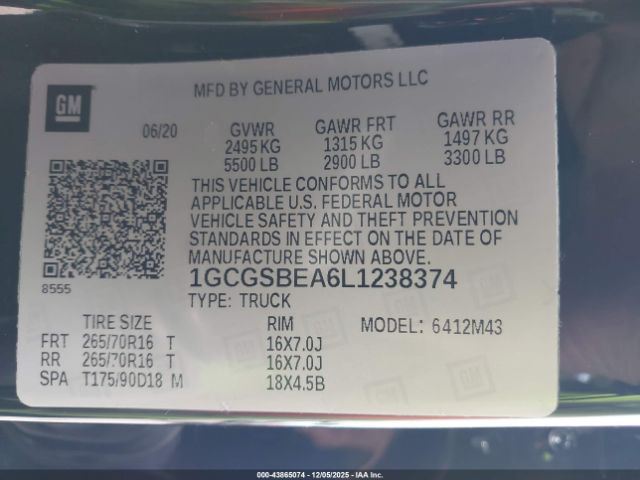 GM
MFD BY GENERAL MOTORS LLC
06/20 GVWR GAWR FRT GAWR RR
2495 KG 1315 KG 1497 KG
5500 LB 2900 LB 3300 LB
THIS VEHICLE CONFORMS TO ALL
APPLICABLE U.S. FEDERAL MOTOR
VEHICLE SAFETY AND THEFT PREVENTION
STANDARDS IN EFFECT ON THE DATE OF
MANUFACTURE SHOWN ABOVE.
8555
1GCGSBEA6L1238374
TYPE: TRUCK
TIRE SIZE RIM MODEL: 6412M43
FRT 265/70R16 T 16X7.0J
RR 265/70R16 T 16X7.0J
SPA T175/90D18 M 18X4.5B
000-43865074 - 12/05/2025 - IAAI.COM